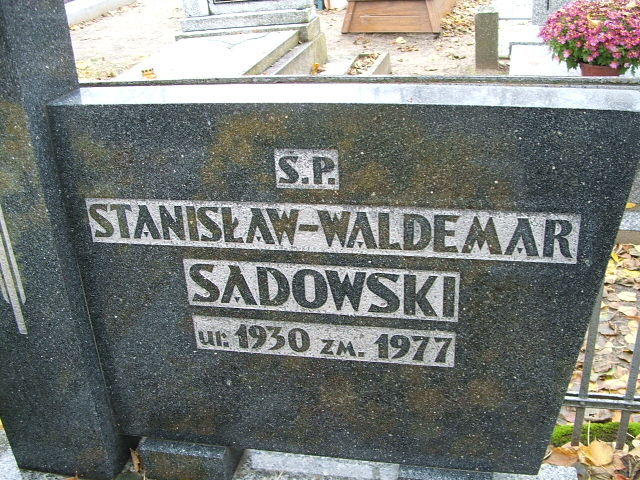 Ś.P.
STANISŁAW-WALDEMAR
SADOWSKI
ur. 1930 zm. 1977